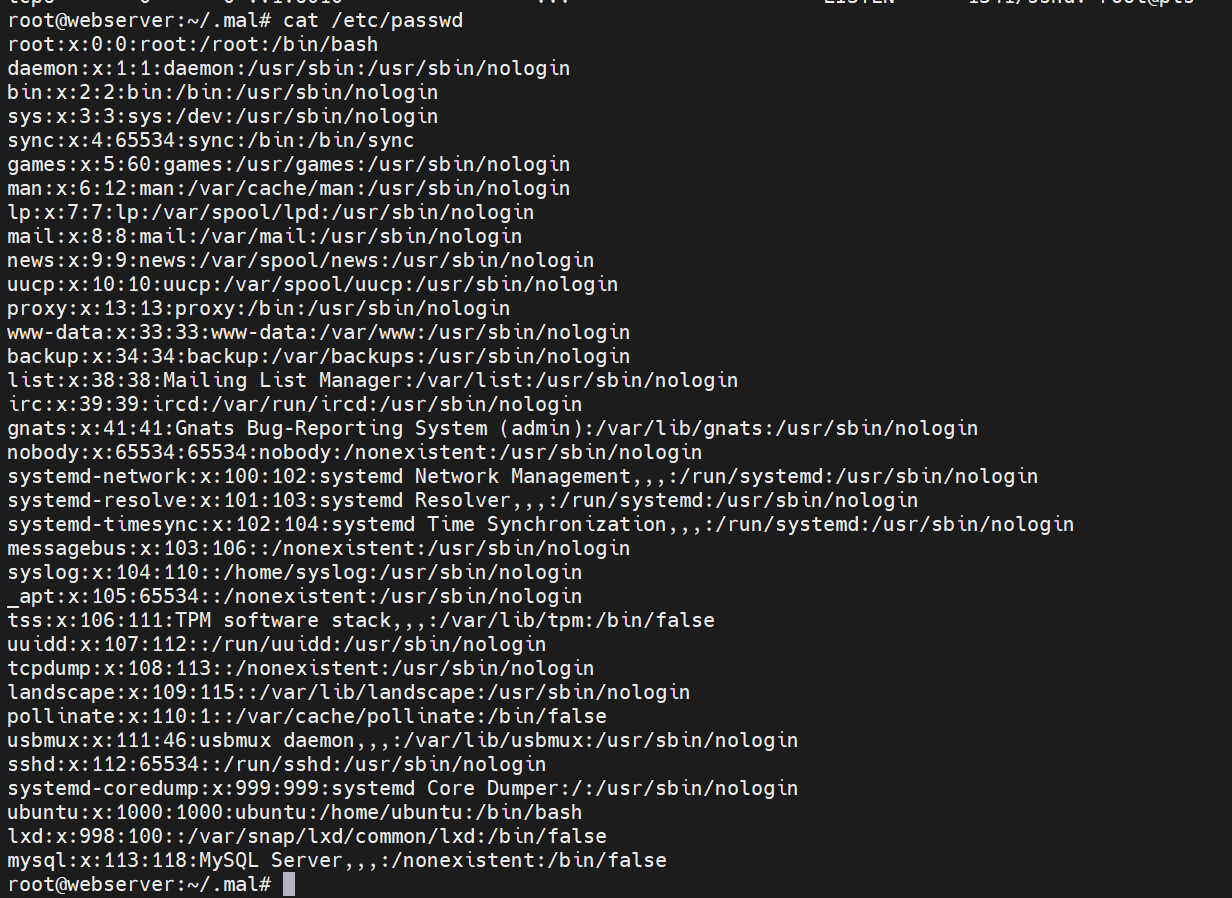 root@webserver:~/.mal# cat /etc/passwd
root:x:0:0:root:/root:/bin/bash
daemon:x:1:1:daemon:/usr/sbin:/usr/sbin/nologin
bin:x:2:2:bin:/bin:/usr/sbin/nologin
sys:x:3:3:sys:/dev:/usr/sbin/nologin
sync:x:4:65534:sync:/bin:/bin/sync
games:x:5:60:games:/usr/games:/usr/sbin/nologin
man:x:6:12:man:/var/cache/man:/usr/sbin/nologin
lp:x:7:7:lp:/var/spool/lpd:/usr/sbin/nologin
mail:x:8:8:mail:/var/mail:/usr/sbin/nologin
news:x:9:9:news:/var/spool/news:/usr/sbin/nologin
uucp:x:10:10:uucp:/var/spool/uucp:/usr/sbin/nologin
proxy:x:13:13:proxy:/bin:/usr/sbin/nologin
www-data:x:33:33:www-data:/var/www:/usr/sbin/nologin
backup:x:34:34:backup:/var/backups:/usr/sbin/nologin
list:x:38:38:Mailing List Manager:/var/list:/usr/sbin/nologin
irc:x:39:39:ircd:/var/run/ircd:/usr/sbin/nologin
gnats:x:41:41:Gnats Bug-Reporting System (admin):/var/lib/gnats:/usr/sbin/nologin
nobody:x:65534:65534:nobody:/nonexistent:/usr/sbin/nologin
systemd-network:x:100:102:systemd Network Management,,,:/run/systemd:/usr/sbin/nologin
systemd-resolve:x:101:103:systemd Resolver,,,:/run/systemd:/usr/sbin/nologin
systemd-timesync:x:102:104:systemd Time Synchronization,,,:/run/systemd:/usr/sbin/nologin
messagebus:x:103:106::/nonexistent:/usr/sbin/nologin
syslog:x:104:110::/home/syslog:/usr/sbin/nologin
_apt:x:105:65534::/nonexistent:/usr/sbin/nologin
tss:x:106:111:TPM software stack,,,:/var/lib/tpm:/bin/false
uuidd:x:107:112::/run/uuidd:/usr/sbin/nologin
tcpdump:x:108:113::/nonexistent:/usr/sbin/nologin
landscape:x:109:115::/var/lib/landscape:/usr/sbin/nologin
pollinate:x:110:1::/var/cache/pollinate:/bin/false
usbmux:x:111:46:usbmux daemon,,,:/var/lib/usbmux:/usr/sbin/nologin
sshd:x:112:65534::/run/sshd:/usr/sbin/nologin
systemd-coredump:x:999:999:systemd Core Dumper:/:/usr/sbin/nologin
ubuntu:x:1000:1000:ubuntu:/home/ubuntu:/bin/bash
lxd:x:998:100::/var/snap/lxd/common/lxd:/bin/false
mysql:x:113:118:MySQL Server,,,:/nonexistent:/bin/false
root@webserver:~/.mal#